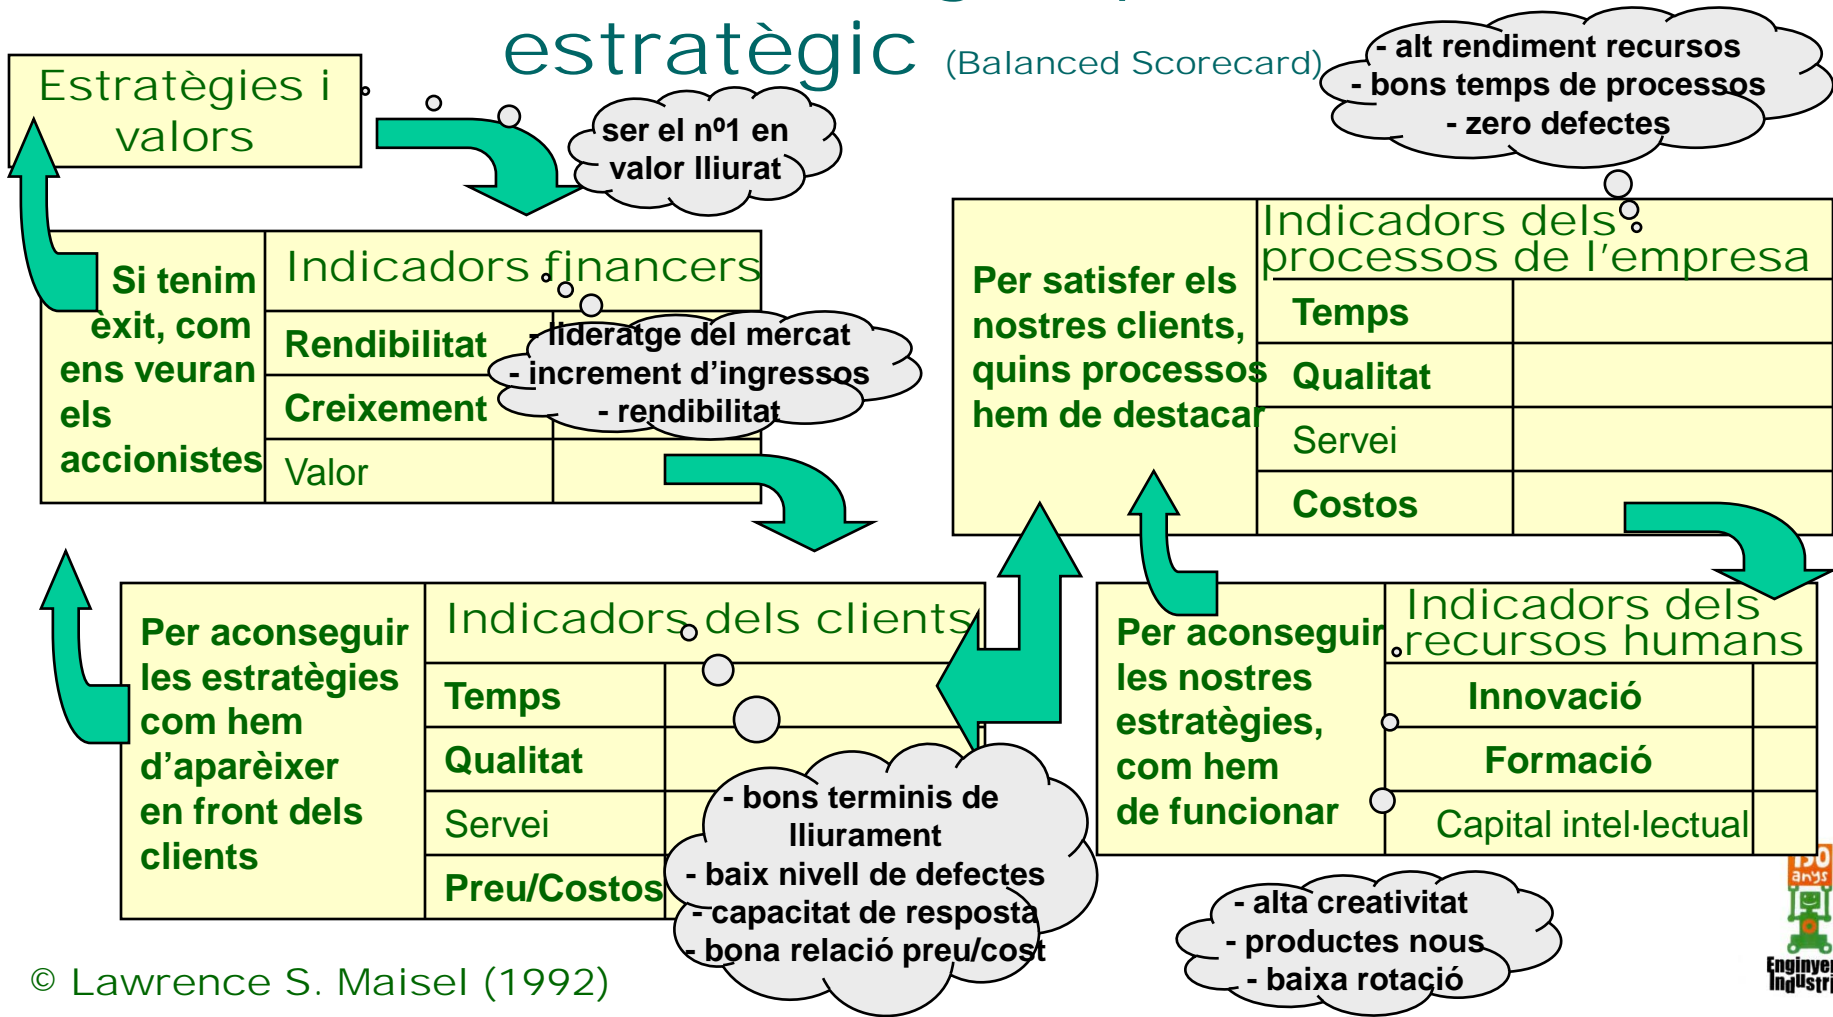 estratègic (Balanced Scorecard)
Estratègies i
valors
ser el nº1 en
valor lliurat
- alt rendiment recursos
- bons temps de processos
- zero defectes
Si tenim
èxit, com
ens veuran
els
accionistes
Indicadors financers
Rendibilitat
Creixement
Valor
- lideratge del mercat
- increment d'ingressos
- rendibilitat
Per satisfer els
nostres clients,
quins processos
hem de destacar
Indicadors dels
processos de l'empresa
Temps
Qualitat
Servei
Costos
Per aconseguir
les estratègies
com hem
d'aparèixer
en front dels
clients
Indicadors dels clients
Temps
Qualitat
Servei
Preu/Costos
- bons terminis de
lliurament
- baix nivell de defectes
- capacitat de resposta
- bona relació preu/cost
Per aconseguir
les nostres
estratègies,
com hem
de funcionar
Indicadors dels
recursos humans
Innovació
Formació
Capital intel·lectual
- alta creativitat
- productes nous
- baixa rotació
© Lawrence S. Maisel (1992)
150
anys